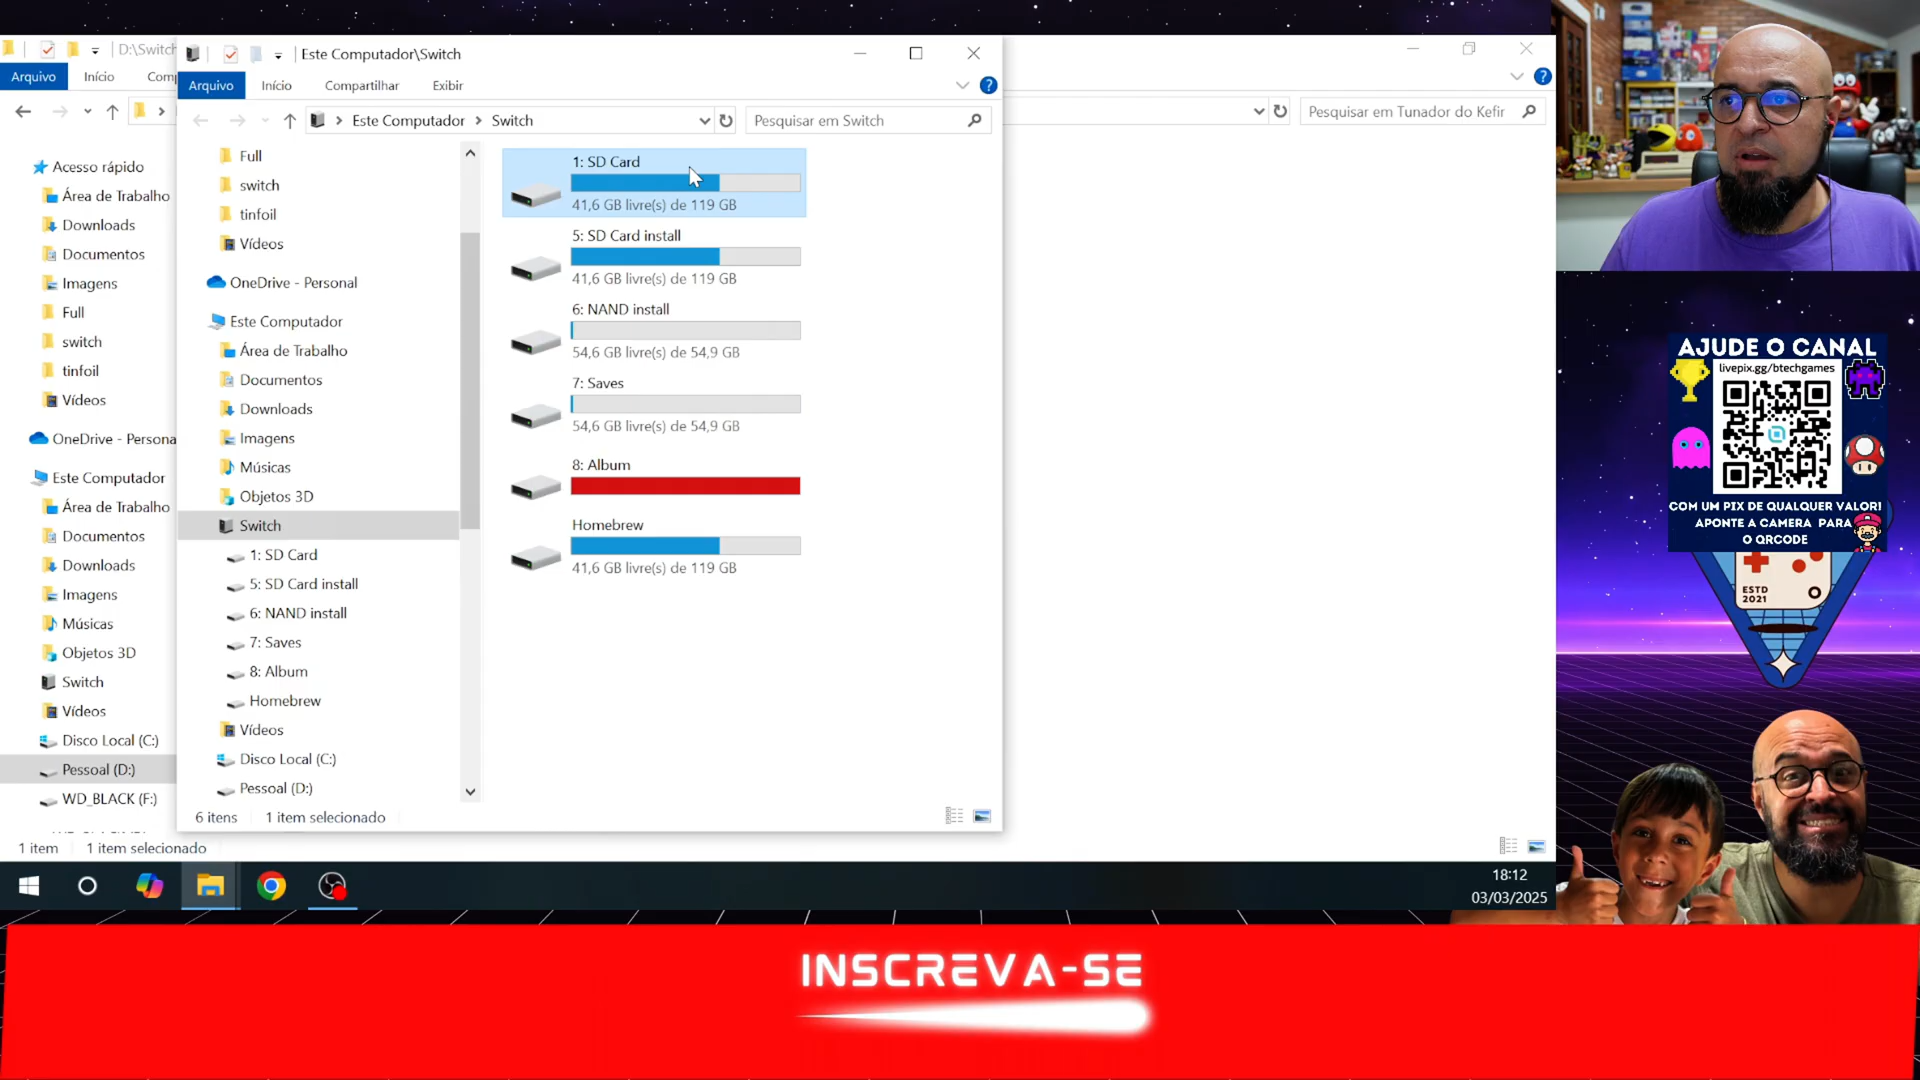 D:\Switch
Arquivo
Início
Com
Acesso rápido
Área de Trabalho
Downloads
Documentos
Imagens
Full
switch
tinfoil
Vídeos
OneDrive - Persona
Este Computador
Área de Trabalho
Documentos
Downloads
Imagens
Músicas
Objetos 3D
Switch
Vídeos
Disco Local (C:)
Pessoal (D:)
WD_BLACK (F:)
1 item
1 item selecionado
Este Computador\Switch
Arquivo
Início
Compartilhar
Exibir
Este Computador
Switch
Pesquisar em Switch
Full
switch
tinfoil
Vídeos
OneDrive - Personal
Este Computador
Área de Trabalho
Documentos
Downloads
Imagens
Músicas
Objetos 3D
Switch
1: SD Card
5: SD Card install
6: NAND install
7: Saves
8: Album
Homebrew
Vídeos
Disco Local (C:)
Pessoal (D:)
6 itens
1 item selecionado
1: SD Card
41,6 GB livre(s) de 119 GB
5: SD Card install
41,6 GB livre(s) de 119 GB
6: NAND install
54,6 GB livre(s) de 54,9 GB
7: Saves
54,6 GB livre(s) de 54,9 GB
8: Album
Homebrew
41,6 GB livre(s) de 119 GB
Pesquisar em Tunador do Kefir
AJUDE O CANAL
livepix.gg/btechgames
COM UM PIX DE QUALQUER VALOR!
APONTE A CAMERA PARA
O QRCODE
ESTD
2021
18:12
03/03/2025
INSCREVA-SE